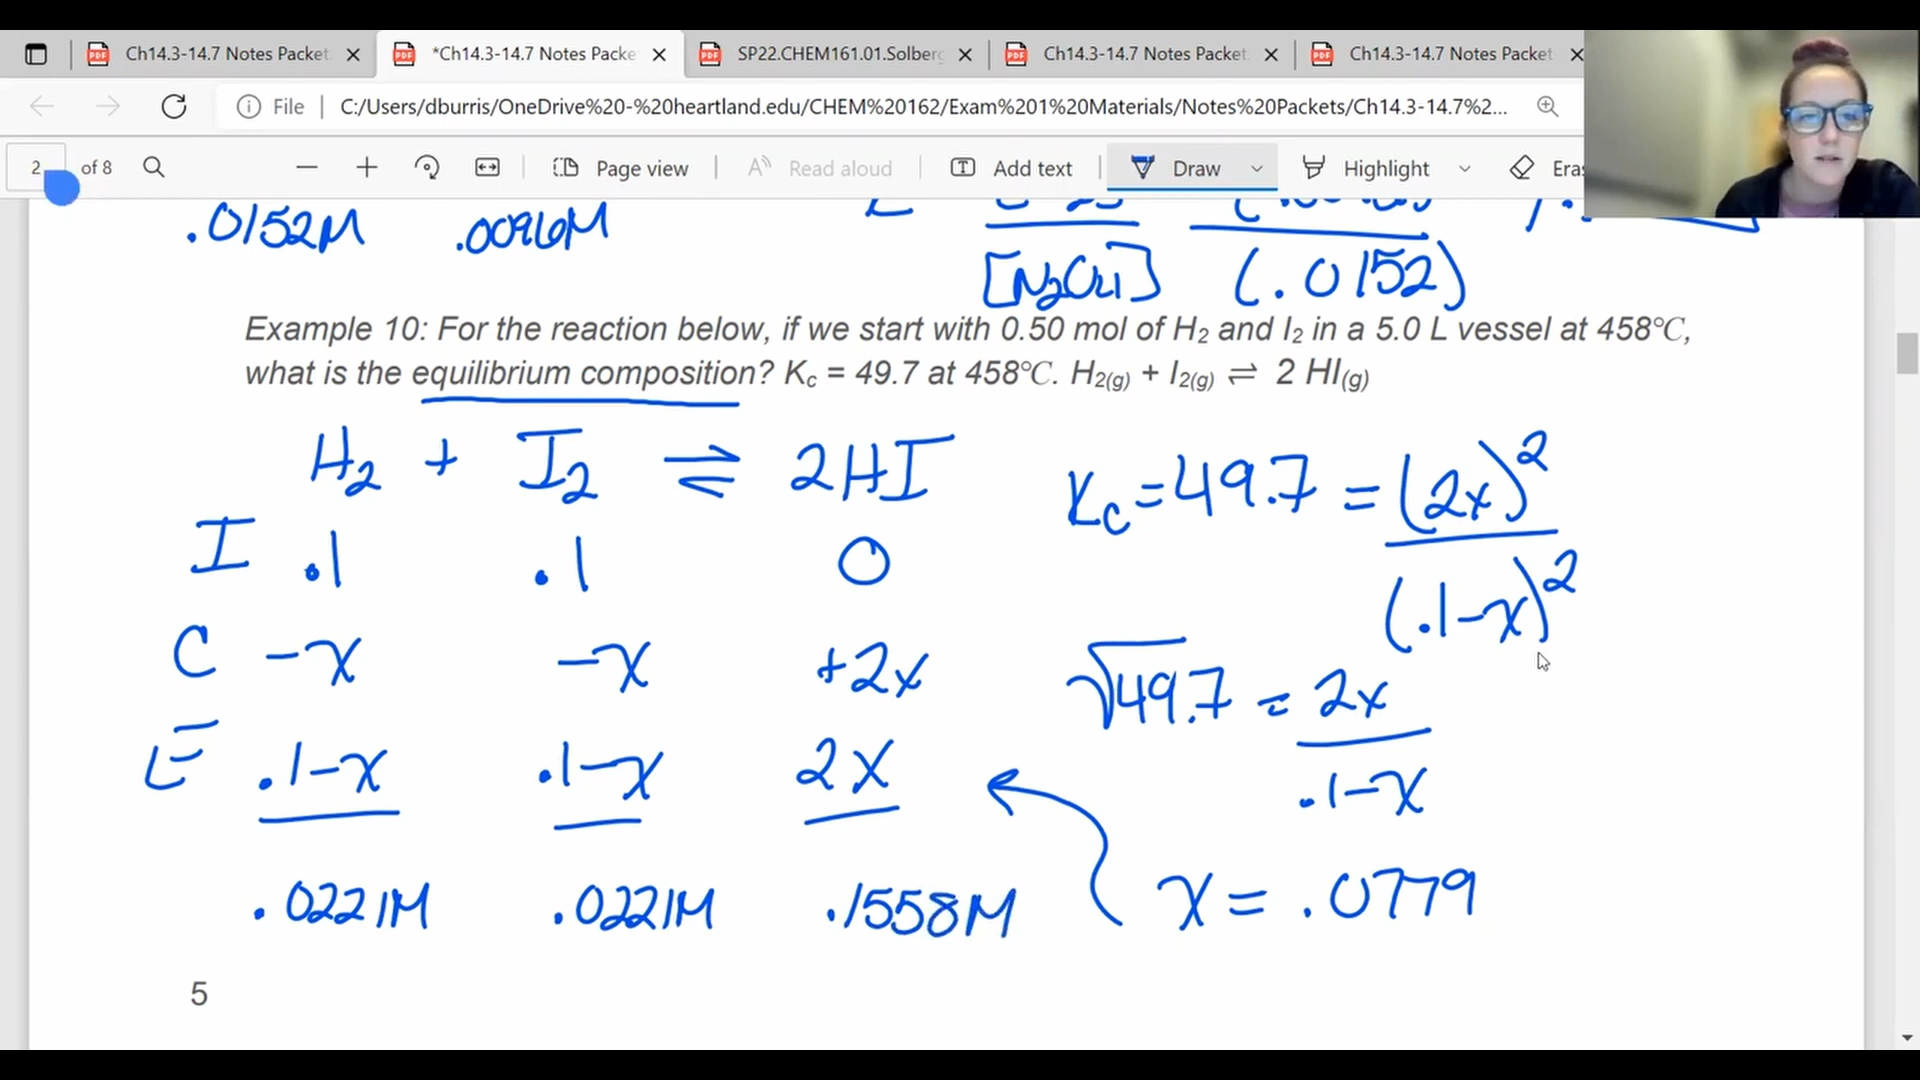 Ch14.3-14.7 Notes Packet
*Ch14.3-14.7 Notes Packe
SP22.CHEM161.01.Solberg
Ch14.3-14.7 Notes Packet
Ch14.3-14.7 Notes Packet
File C:/Users/dburris/OneDrive%20-%20heartland.edu/CHEM%20162/Exam%201%20Materials/Notes%20Packets/Ch14.3-14.7%2...
2 of 8
Page view
Read aloud
Add text
Draw
Highlight
Eras
.0152M .0096M
[N2O4] (.0152)
Example 10: For the reaction below, if we start with 0.50 mol of H2 and I2 in a 5.0 L vessel at 458℃,
what is the equilibrium composition? Kc = 49.7 at 458℃. H2(g) + I2(g) ⇌ 2 HI(g)
H2 + I2 ⇌ 2HI
I .1 .1 0
C -x -x +2x
E .1-x .1-x 2x
.0221M .0221M .1558M
Kc = 49.7 = (2x)²
(.1-x)²
√49.7 = 2x
.1-x
x = .0779
5